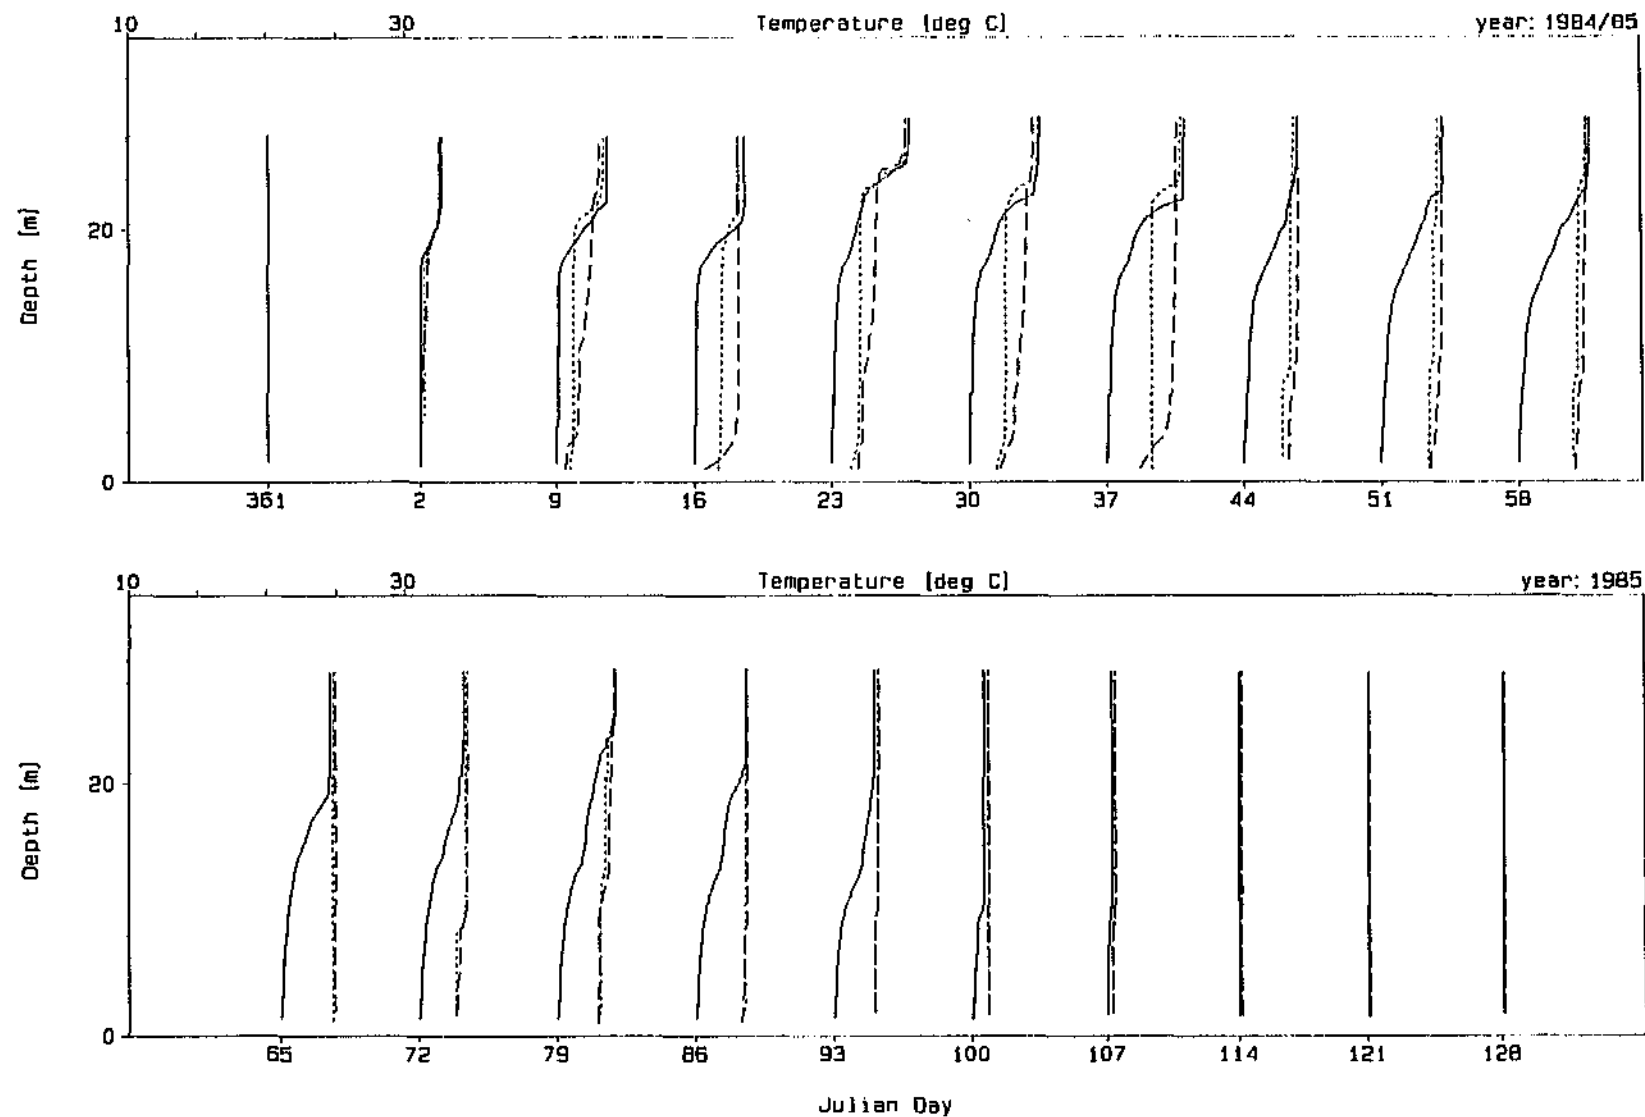 10 30 Temperature (deg C) year: 1984/85
Depth (m)
20
0
361 2 9 16 23 30 37 44 51 58
10 30 Temperature (deg C) year: 1985
Depth (m)
20
0
65 72 79 86 93 100 107 114 121 128
Julian Day